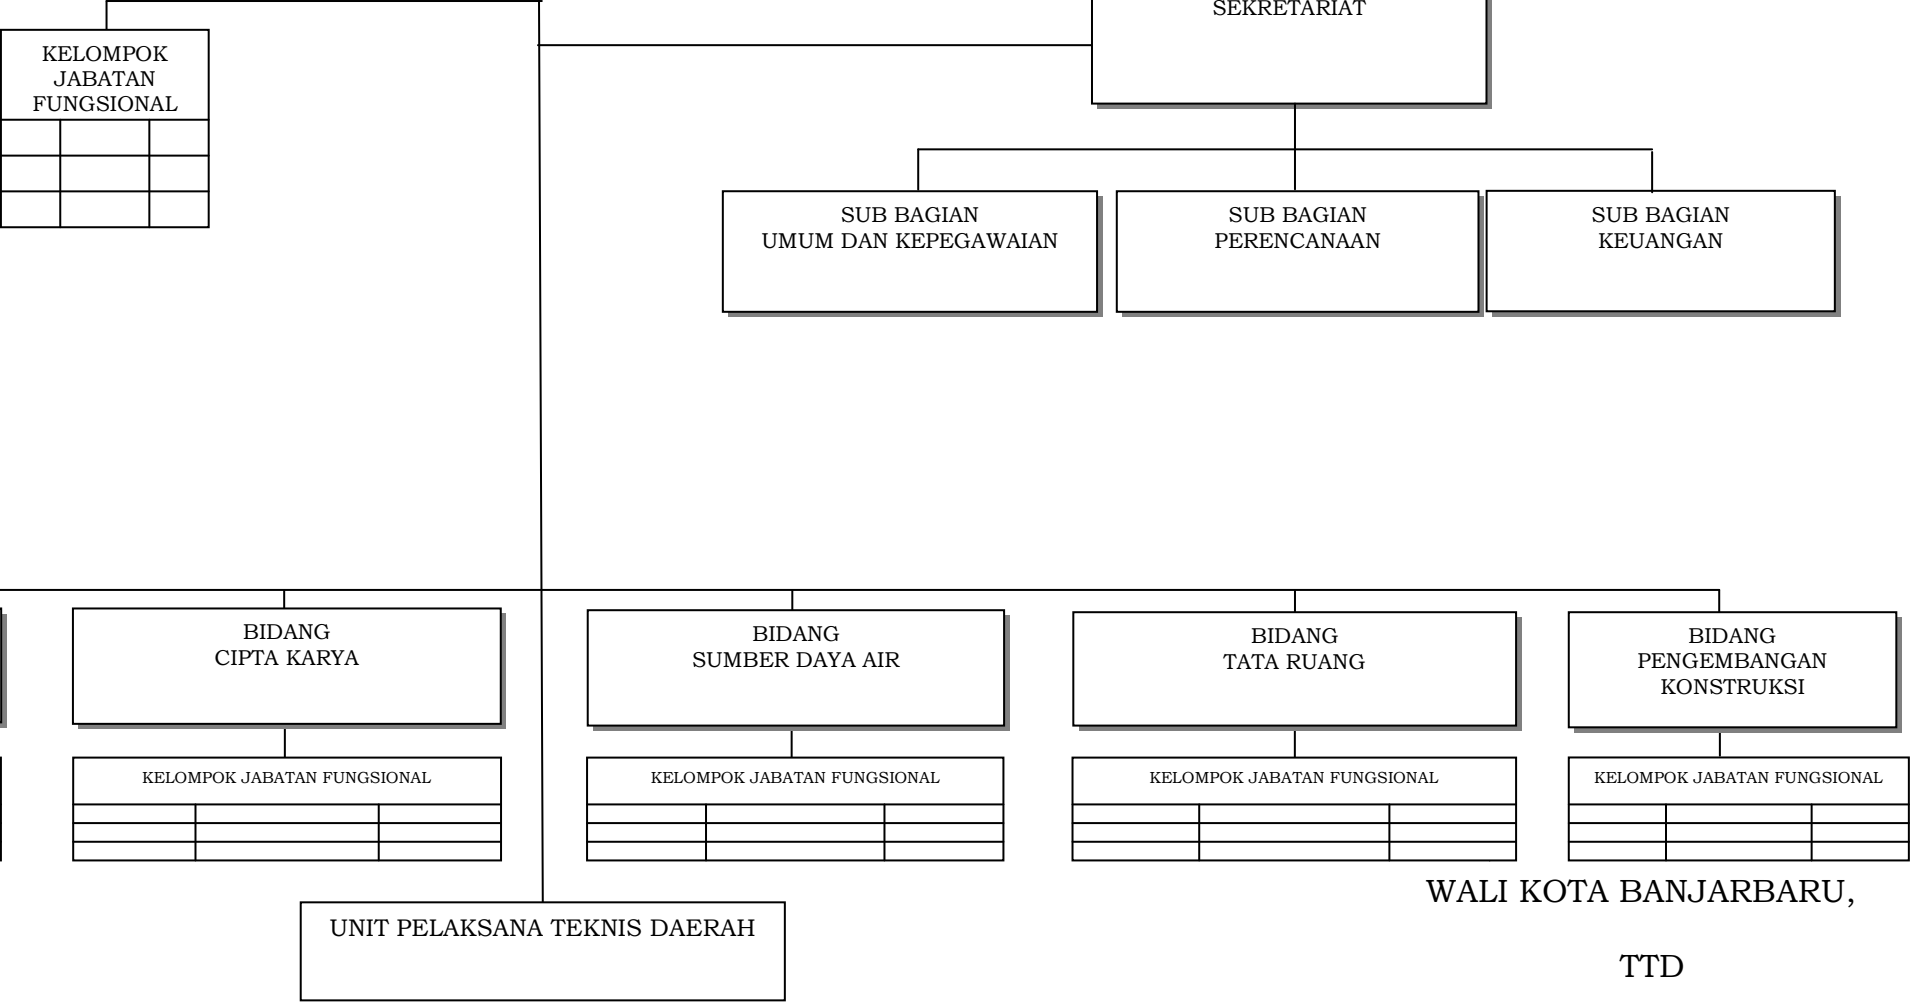 SEKRETARIAT
KELOMPOK
JABATAN
FUNGSIONAL
SUB BAGIAN
UMUM DAN KEPEGAWAIAN
SUB BAGIAN
PERENCANAAN
SUB BAGIAN
KEUANGAN
BIDANG
CIPTA KARYA
BIDANG
SUMBER DAYA AIR
BIDANG
TATA RUANG
BIDANG
PENGEMBANGAN
KONSTRUKSI
KELOMPOK JABATAN FUNGSIONAL
KELOMPOK JABATAN FUNGSIONAL
KELOMPOK JABATAN FUNGSIONAL
KELOMPOK JABATAN FUNGSIONAL
UNIT PELAKSANA TEKNIS DAERAH
WALI KOTA BANJARBARU,
TTD